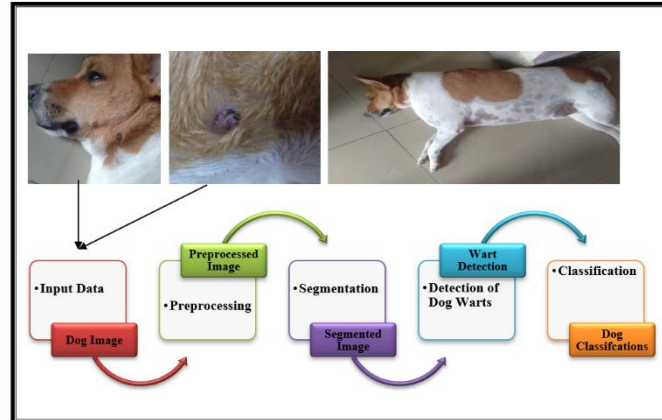 Preprocessed
Image
Wart
Detection
•Input Data
•Preprocessing
•Segmentation
•Detection of
Dog Warts
•Classification
Dog Image
Segmented
Image
Dog
Classifcations